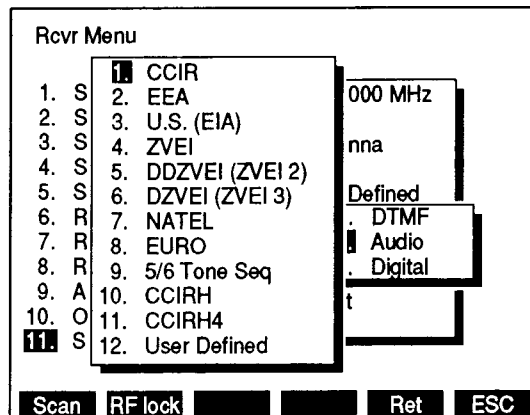 Rcvr Menu
1. CCIR
2. EEA
3. U.S. (EIA)
4. ZVEI
5. DDZVEI (ZVEI 2)
6. DZVEI (ZVEI 3)
7. NATEL
8. EURO
9. 5/6 Tone Seq
10. CCIRH
11. CCIRH4
12. User Defined
1. S
2. S
3. S
4. S
5. S
6. R
7. R
8. R
9. A
10. O
11. S
000 MHz
nna
Defined
. DTMF
. Audio
. Digital
t
Scan RF lock Ret ESC